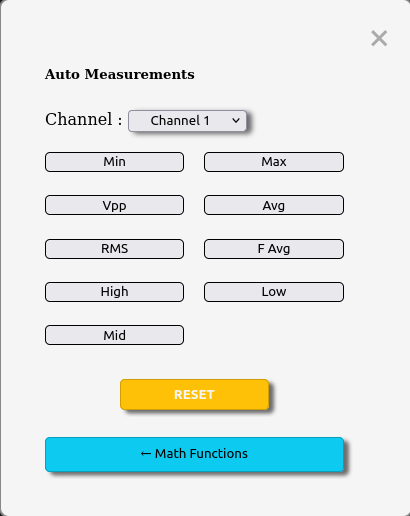 ×
Auto Measurements
Channel : Channel 1
Min Max
Vpp Avg
RMS F Avg
High Low
Mid
RESET
← Math Functions